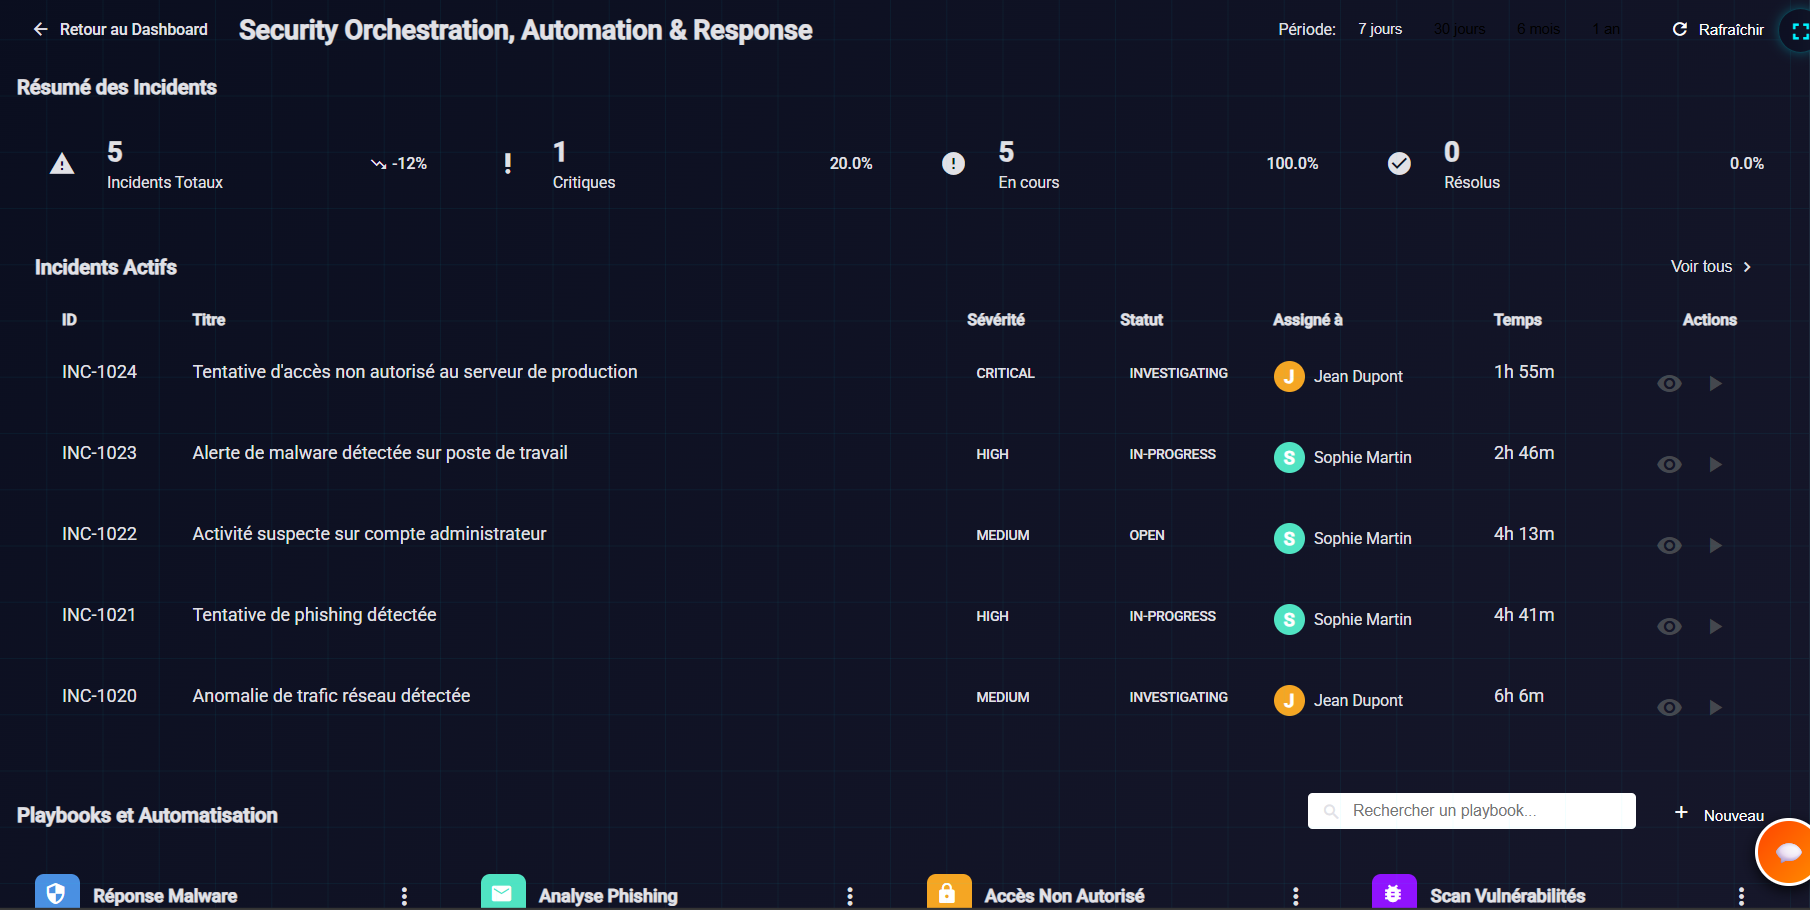 Retour au Dashboard
Security Orchestration, Automation & Response
Période: 7 jours 30 jours 6 mois 1 an
Rafraîchir
Résumé des Incidents
5
Incidents Totaux
-12%
1
Critiques
20.0%
5
En cours
100.0%
0
Résolus
0.0%
Incidents Actifs
Voir tous
ID Titre Sévérité Statut Assigné à Temps Actions
INC-1024 Tentative d'accès non autorisé au serveur de production CRITICAL INVESTIGATING J Jean Dupont 1h 55m
INC-1023 Alerte de malware détectée sur poste de travail HIGH IN-PROGRESS S Sophie Martin 2h 46m
INC-1022 Activité suspecte sur compte administrateur MEDIUM OPEN S Sophie Martin 4h 13m
INC-1021 Tentative de phishing détectée HIGH IN-PROGRESS S Sophie Martin 4h 41m
INC-1020 Anomalie de trafic réseau détectée MEDIUM INVESTIGATING J Jean Dupont 6h 6m
Playbooks et Automatisation
Rechercher un playbook...
+ Nouveau
Réponse Malware
Analyse Phishing
Accès Non Autorisé
Scan Vulnérabilités